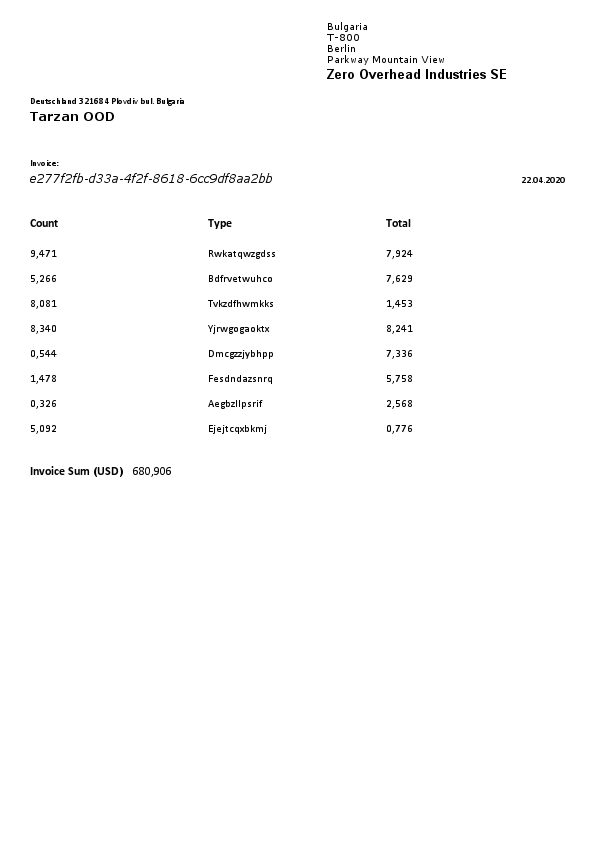 Bulgaria
T-800
Berlin
Parkway Mountain View
Zero Overhead Industries SE
Deutschland 321684 Plovdiv bul. Bulgaria
Tarzan OOD
Invoice:
e277f2fb-d33a-4f2f-8618-6cc9df8aa2bb 22.04.2020
Count Type Total
9,471 Rwkatqwzgdss 7,924
5,266 Bdfrvetwuhco 7,629
8,081 Tvkzdfhwmkks 1,453
8,340 Yjrwgogaoktx 8,241
0,544 Dmcgzzjybhpp 7,336
1,478 Fesdndazsnrq 5,758
0,326 Aegbzllpsrif 2,568
5,092 Ejejtcqxbkmj 0,776
Invoice Sum (USD) 680,906